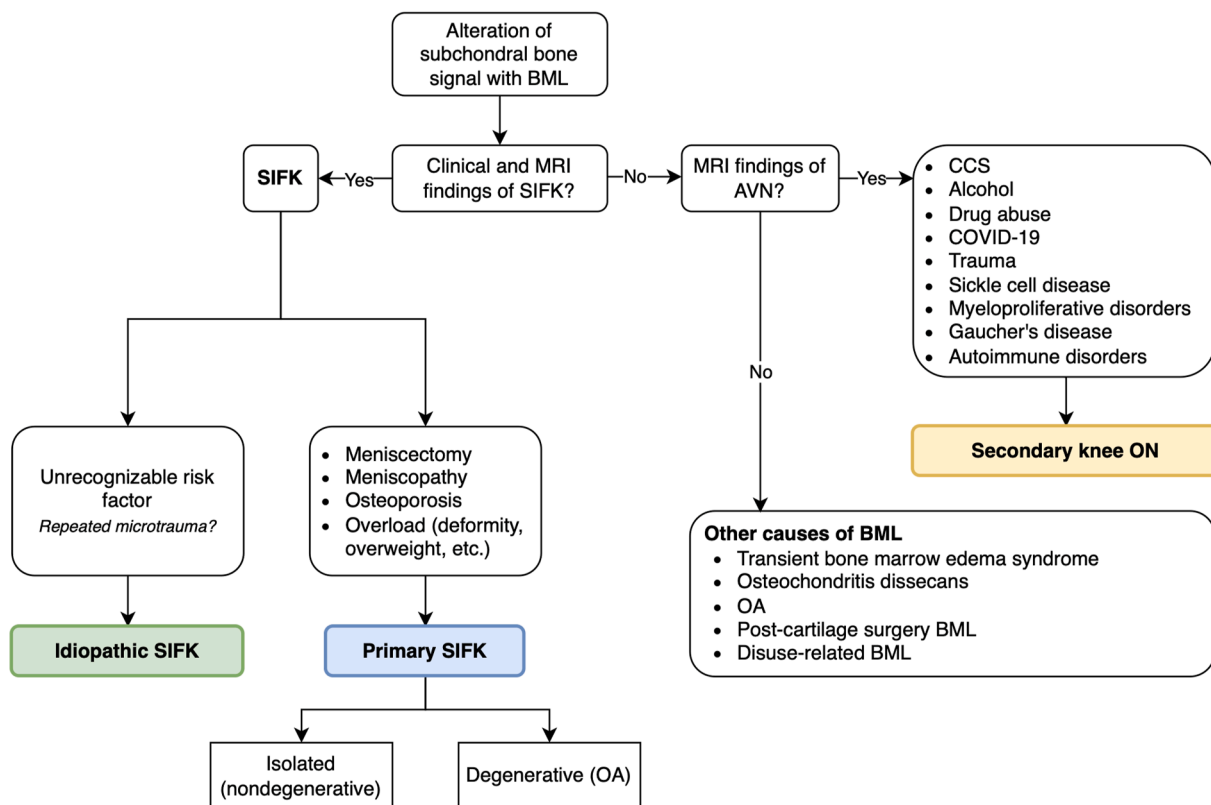 Alteration of
subchondral bone
signal with BML
SIFK
Yes
Clinical and MRI
findings of SIFK?
No
MRI findings of
AVN?
Yes
• CCS
• Alcohol
• Drug abuse
• COVID-19
• Trauma
• Sickle cell disease
• Myeloproliferative disorders
• Gaucher's disease
• Autoimmune disorders
No
Secondary knee ON
Unrecognizable risk
factor
Repeated microtrauma?
• Meniscectomy
• Meniscopathy
• Osteoporosis
• Overload (deformity,
overweight, etc.)
Other causes of BML
• Transient bone marrow edema syndrome
• Osteochondritis dissecans
• OA
• Post-cartilage surgery BML
• Disuse-related BML
Idiopathic SIFK
Primary SIFK
Isolated
(nondegenerative)
Degenerative (OA)